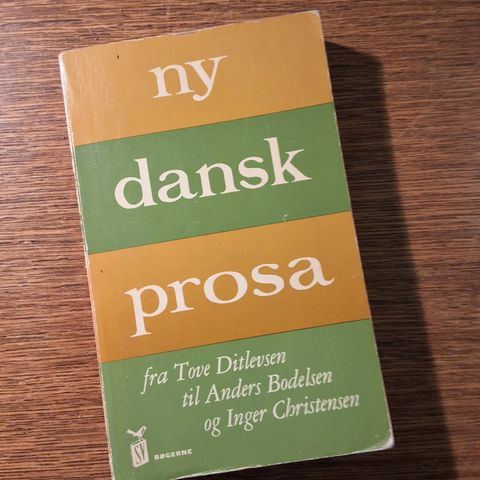 ny
dansk
prosa
fra Tove Ditlevsen
til Anders Bodelsen
og Inger Christensen
SV BØGERNE